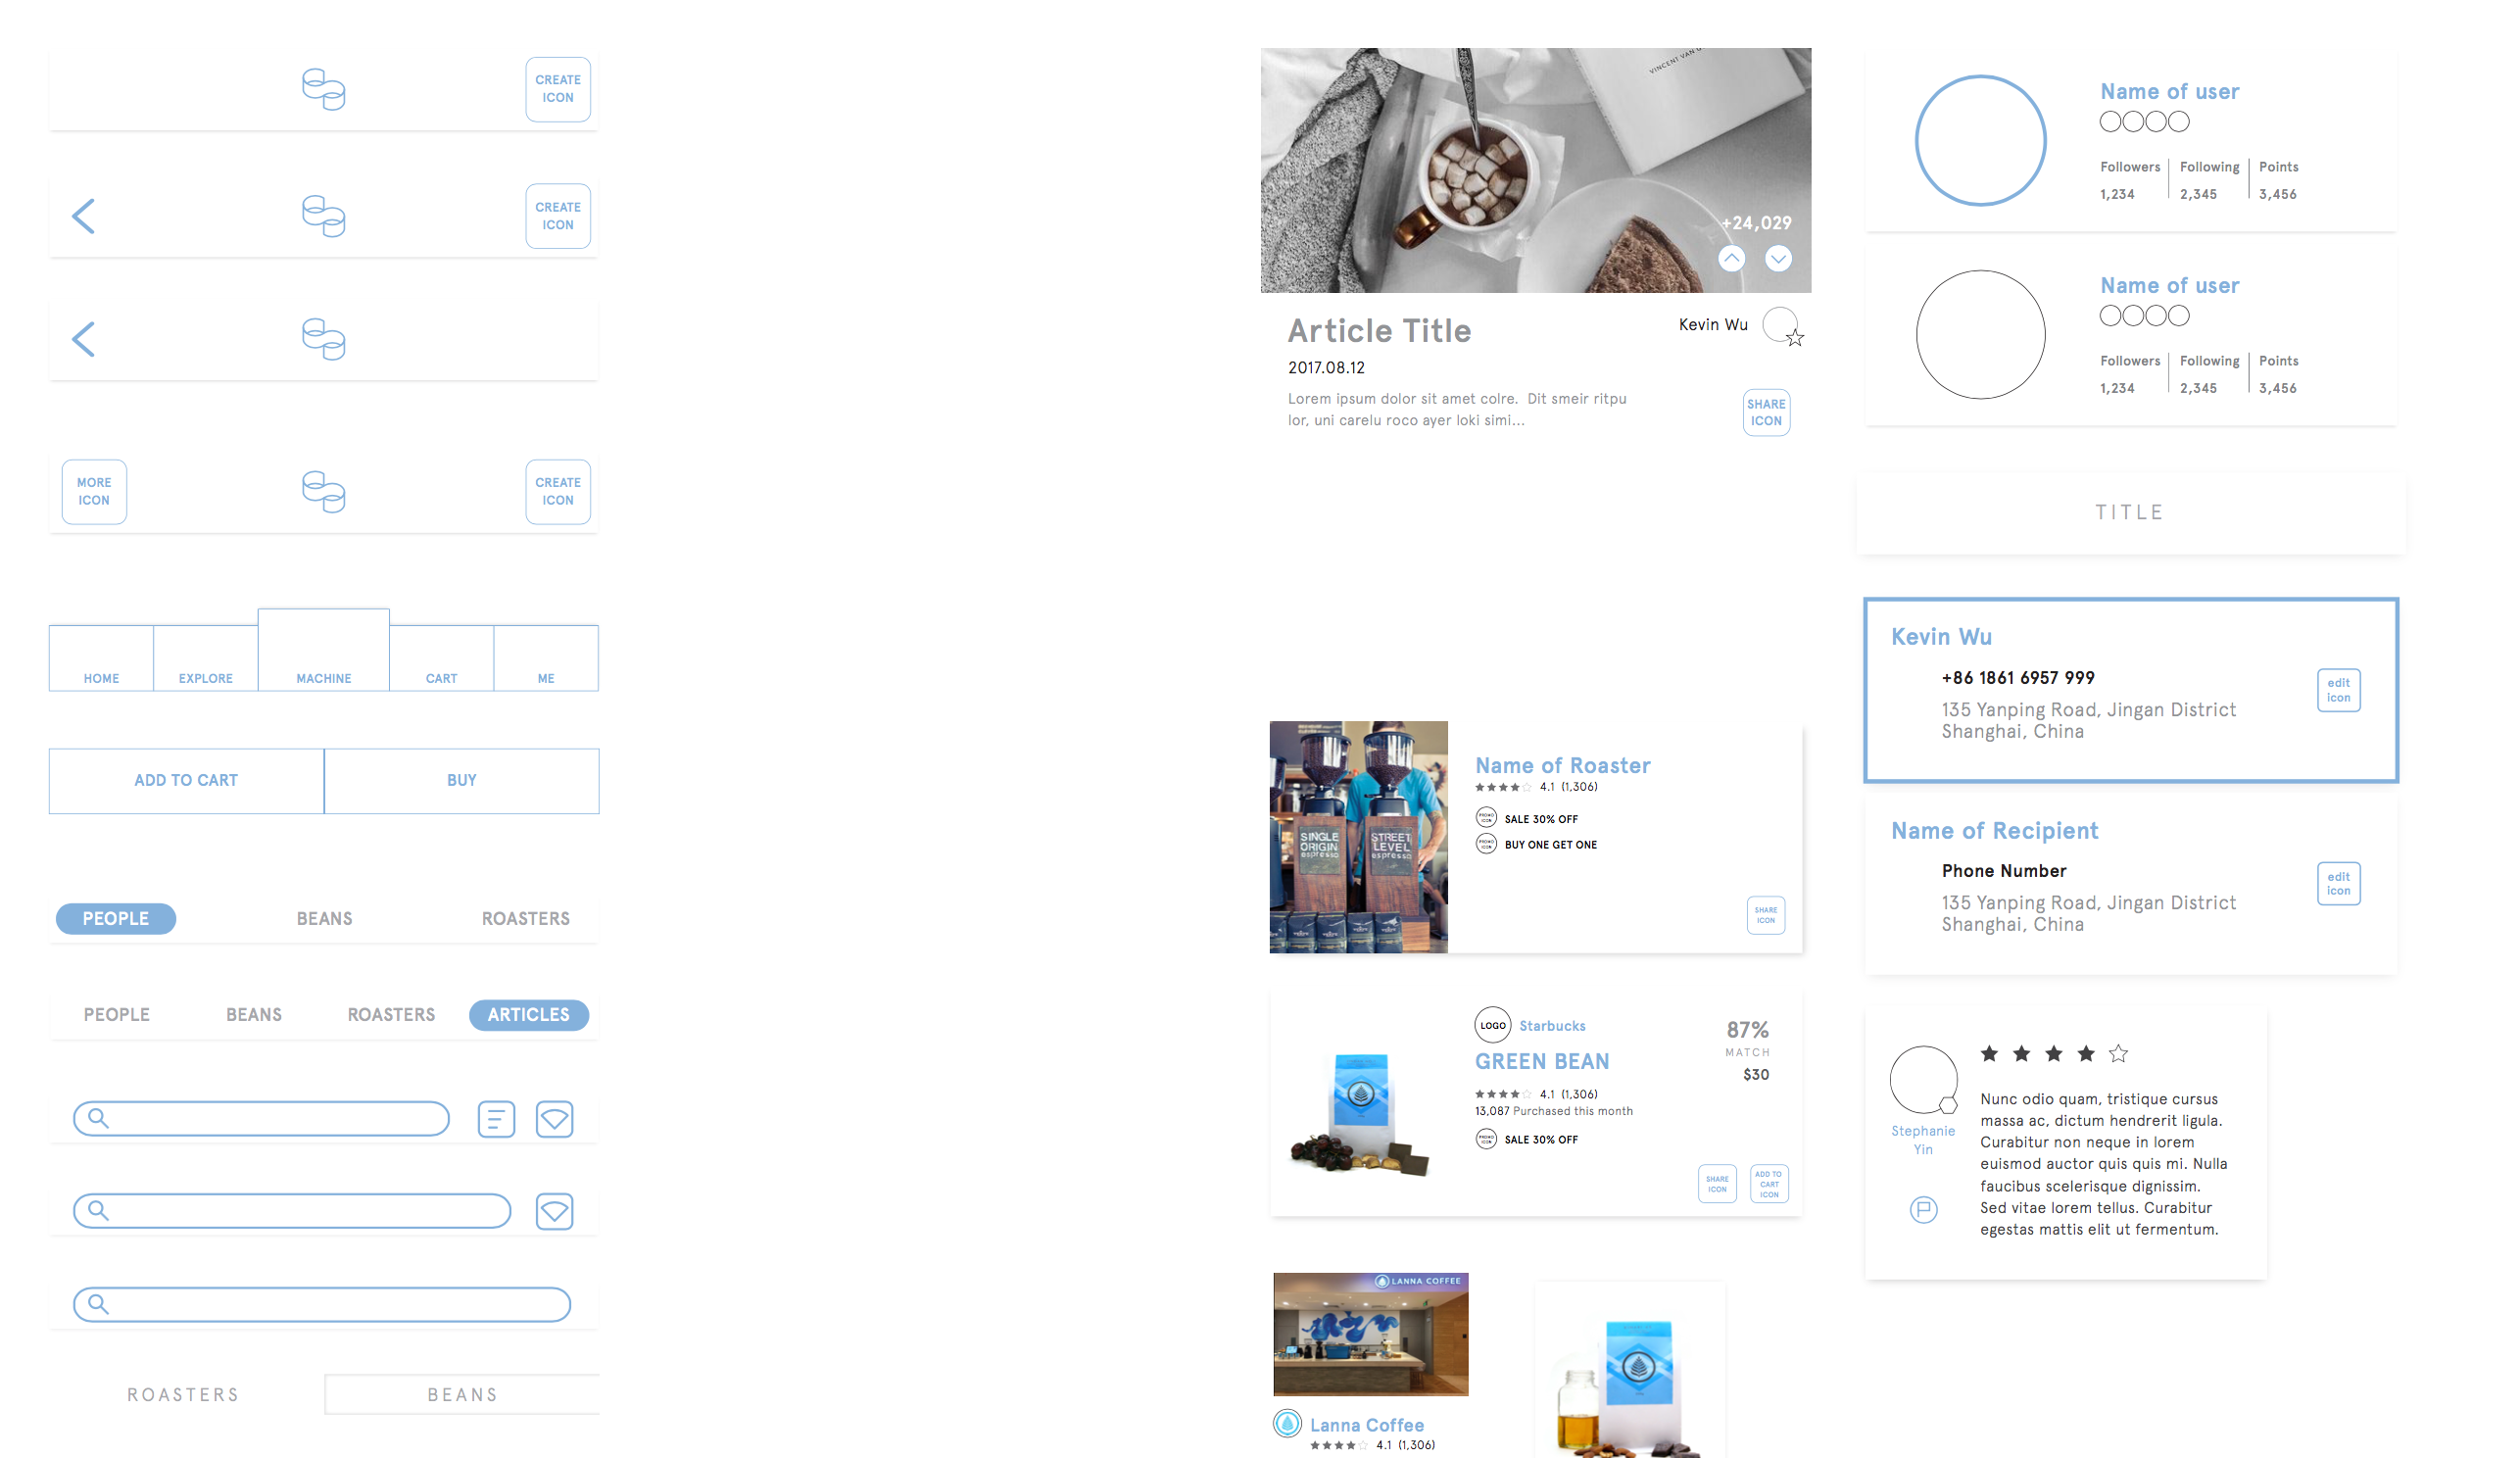 CREATE
ICON
CREATE
ICON
MORE
ICON
CREATE
ICON
HOME
EXPLORE
MACHINE
CART
ME
ADD TO CART
BUY
PEOPLE
BEANS
ROASTERS
PEOPLE
BEANS
ROASTERS
ARTICLES
ROASTERS
BEANS
+24,029
Article Title
Kevin Wu
2017.08.12
Lorem ipsum dolor sit amet colre. Dit smeir ritpu
lor, uni carelu roco ayer loki simi...
SHARE
ICON
SINGLE
ORIGIN
espresso
STREET
LEVEL
espresso
Name of Roaster
4.1 (1,306)
PROMO
ICON
SALE 30% OFF
PROMO
ICON
BUY ONE GET ONE
SHARE
ICON
LOGO
Starbucks
GREEN BEAN
4.1 (1,306)
13,087 Purchased this month
PROMO
ICON
SALE 30% OFF
87%
MATCH
$30
SHARE
ICON
ADD TO
CART
ICON
LANNA COFFEE
Lanna Coffee
4.1 (1,306)
Name of user
Followers
Following
Points
1,234
2,345
3,456
Name of user
Followers
Following
Points
1,234
2,345
3,456
TITLE
Kevin Wu
+86 1861 6957 999
135 Yanping Road, Jingan District
Shanghai, China
edit
icon
Name of Recipient
Phone Number
135 Yanping Road, Jingan District
Shanghai, China
edit
icon
Stephanie
Yin
Nunc odio quam, tristique cursus
massa ac, dictum hendrerit ligula.
Curabitur non neque in lorem
euismod auctor quis quis mi. Nulla
faucibus scelerisque dignissim.
Sed vitae lorem tellus. Curabitur
egestas mattis elit ut fermentum.